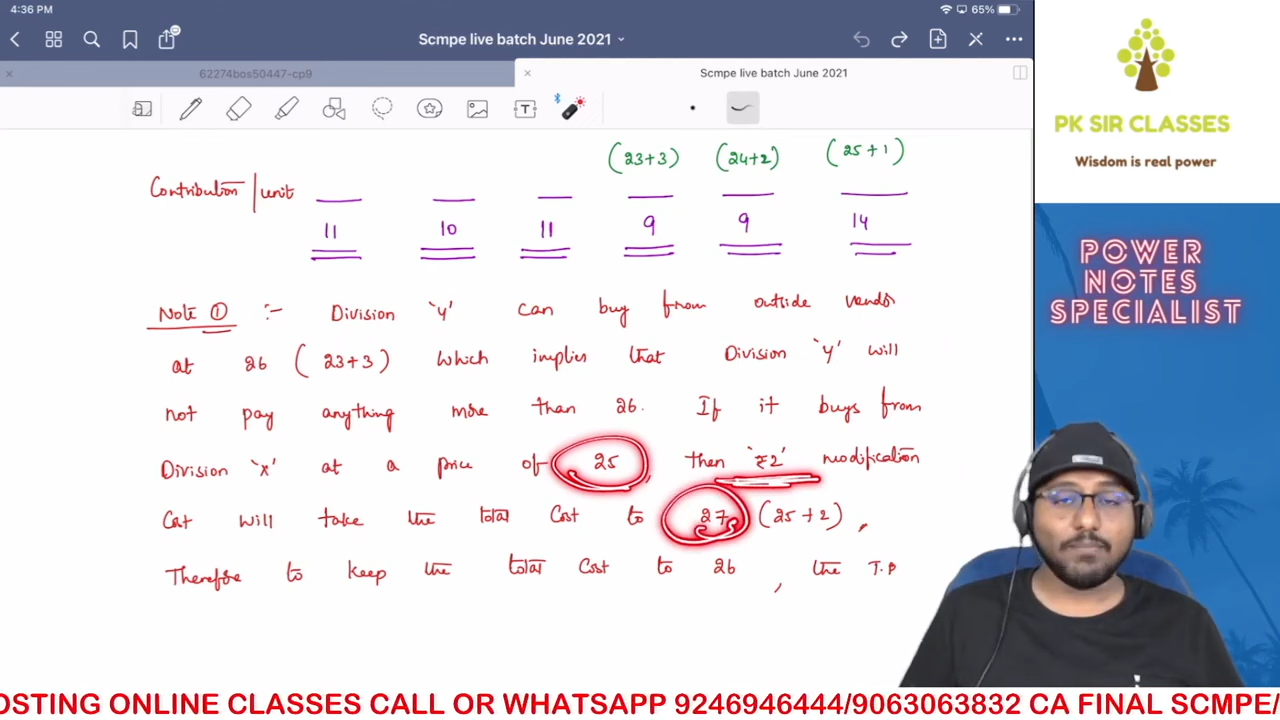 4:36 PM
65%
Scmpe live batch June 2021
62274bos50447-cp9
Scmpe live batch June 2021
PK SIR CLASSES
Wisdom is real power
(23+3) (24+2) (25+1)
Contribution/unit
11 10 11 9 9 14
POWER
NOTES
SPECIALIST
Note ① :- Division 'y' can buy from outside vendor
at 26 (23+3) which implies that Division 'y' will
not pay anything more than 26. If it buys from
Division 'x' at a price of 25 then '₹2' modification
Cost will take the total Cost to 27 (25+2),
Therefore to keep the total Cost to 26, the T.P
OSTING ONLINE CLASSES CALL OR WHATSAPP 9246946444/9063063832 CA FINAL SCMPE/